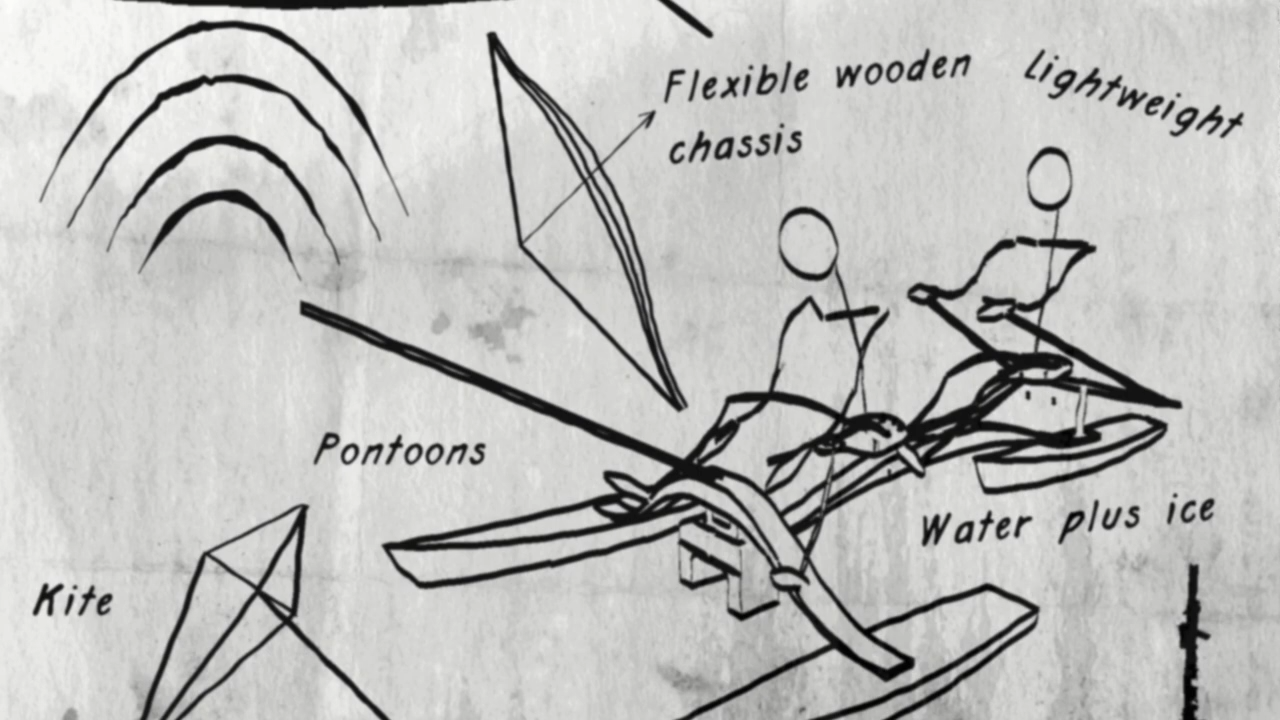 Flexible wooden
chassis
Lightweight
Pontoons
Water plus ice
Kite